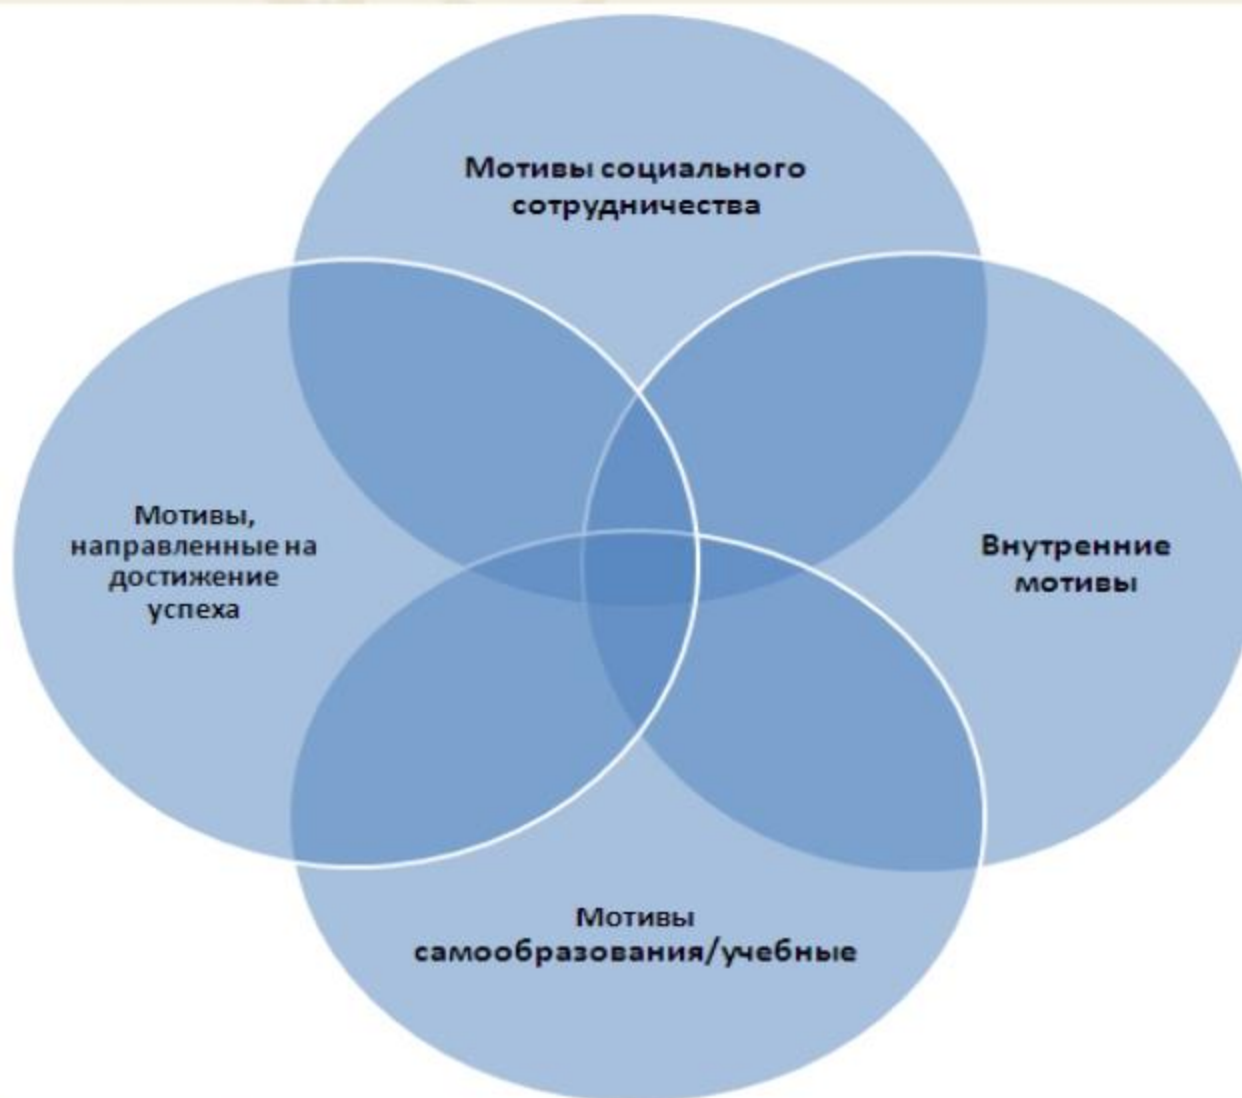 Мотивы социального
сотрудничества
Мотивы,
направленные на
достижение
успеха
Внутренние
мотивы
Мотивы
самообразования/учебные